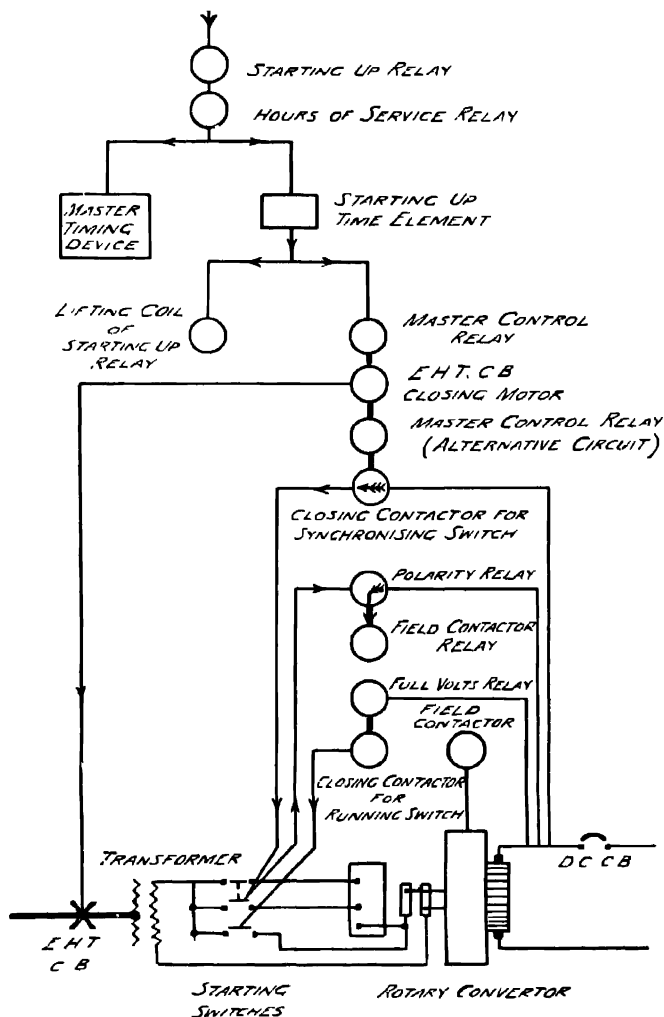 STARTING UP RELAY
HOURS OF SERVICE RELAY
MASTER
TIMING
DEVICE
STARTING UP
TIME ELEMENT
LIFTING COIL
OF
STARTING UP
RELAY
MASTER CONTROL
RELAY
E.H.T. C B
CLOSING MOTOR
MASTER CONTROL RELAY
(ALTERNATIVE CIRCUIT)
CLOSING CONTACTOR FOR
SYNCHRONISING SWITCH
POLARITY RELAY
FIELD CONTACTOR
RELAY
FULL VOLTS RELAY
FIELD
CONTACTOR
CLOSING CONTACTOR
FOR
RUNNING SWITCH
TRANSFORMER
D C C B
E H T
C B
STARTING
SWITCHES
ROTARY CONVERTOR